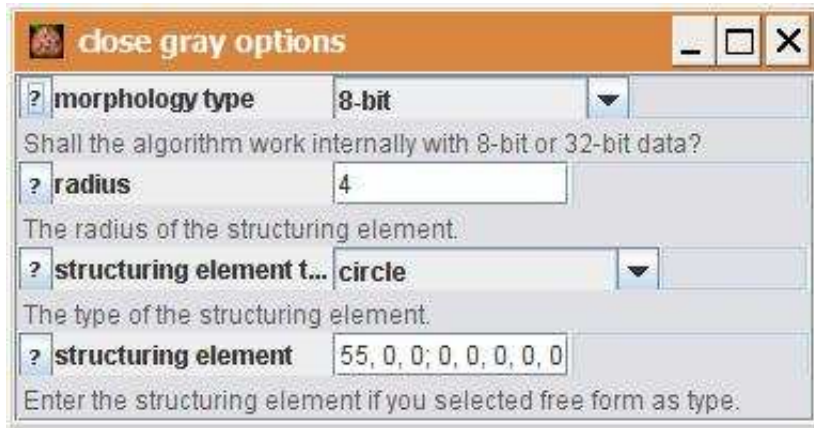 close gray options
? morphology type 8-bit
Shall the algorithm work internally with 8-bit or 32-bit data?
? radius 4
The radius of the structuring element.
? structuring element t... circle
The type of the structuring element.
? structuring element 55, 0, 0; 0, 0, 0, 0, 0
Enter the structuring element if you selected free form as type.